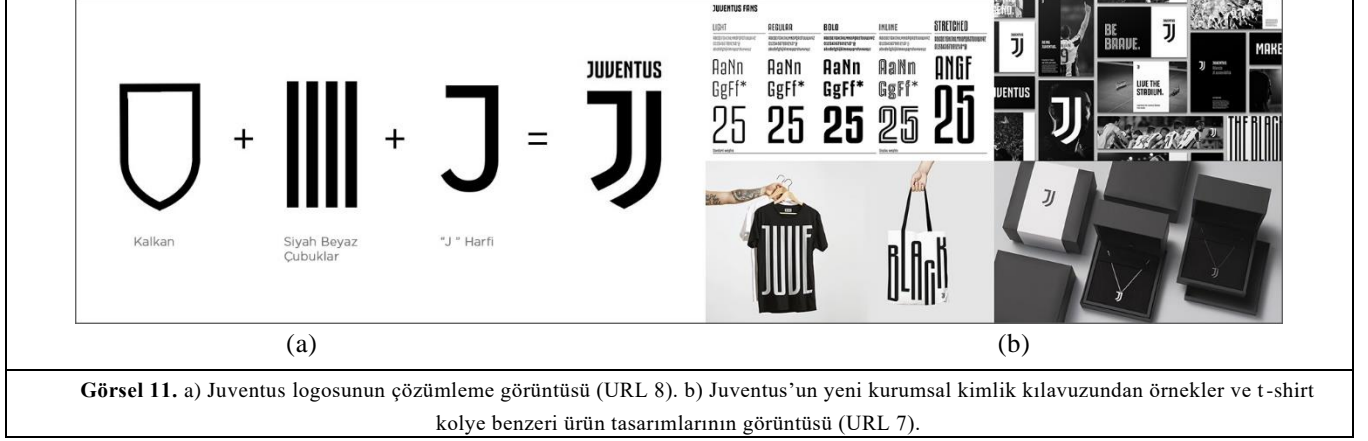 JUVENTUS
+ + =
Kalkan
Siyah Beyaz
Çubuklar
"J " Harfi
JUVENTUS FANS
LIGHT REGULAR BOLD INLINE STRETCHED
AaNn AaNn AaNn AaNn ANGF
GgFf* GgFf* GgFf* GgFf*
25 25 25 25 25
BE
BRAVE.
MAKE
LIVE THE
STADIUM.
VENTUS
THE BLACK
JUVE
BLACK
(a) (b)
Görsel 11. a) Juventus logosunun çözümleme görüntüsü (URL 8). b) Juventus’un yeni kurumsal kimlik kılavuzundan örnekler ve t-shirt
kolye benzeri ürün tasarımlarının görüntüsü (URL 7).